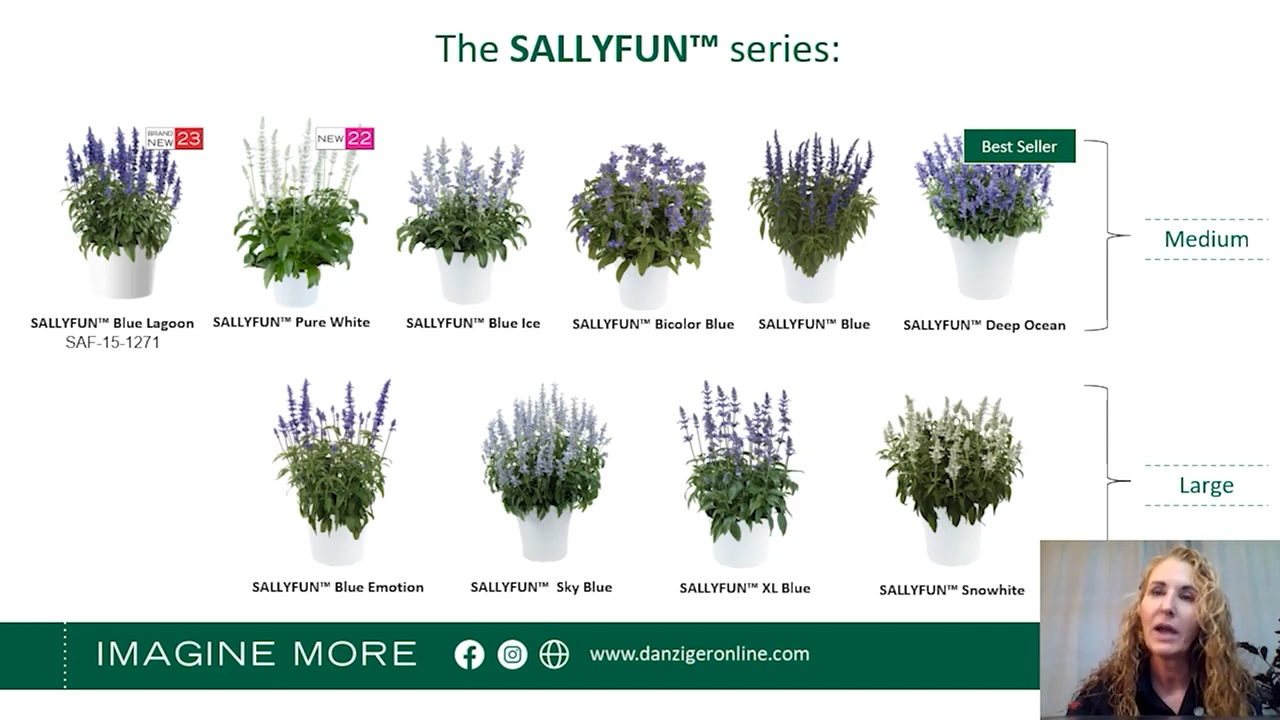 The SALLYFUN™ series:
BRAND NEW 23
NEW 22
Best Seller
Medium
SALLYFUN™ Blue Lagoon
SAF-15-1271
SALLYFUN™ Pure White
SALLYFUN™ Blue Ice
SALLYFUN™ Bicolor Blue
SALLYFUN™ Blue
SALLYFUN™ Deep Ocean
Large
SALLYFUN™ Blue Emotion
SALLYFUN™ Sky Blue
SALLYFUN™ XL Blue
SALLYFUN™ Snowhite
IMAGINE MORE
www.danzigeronline.com